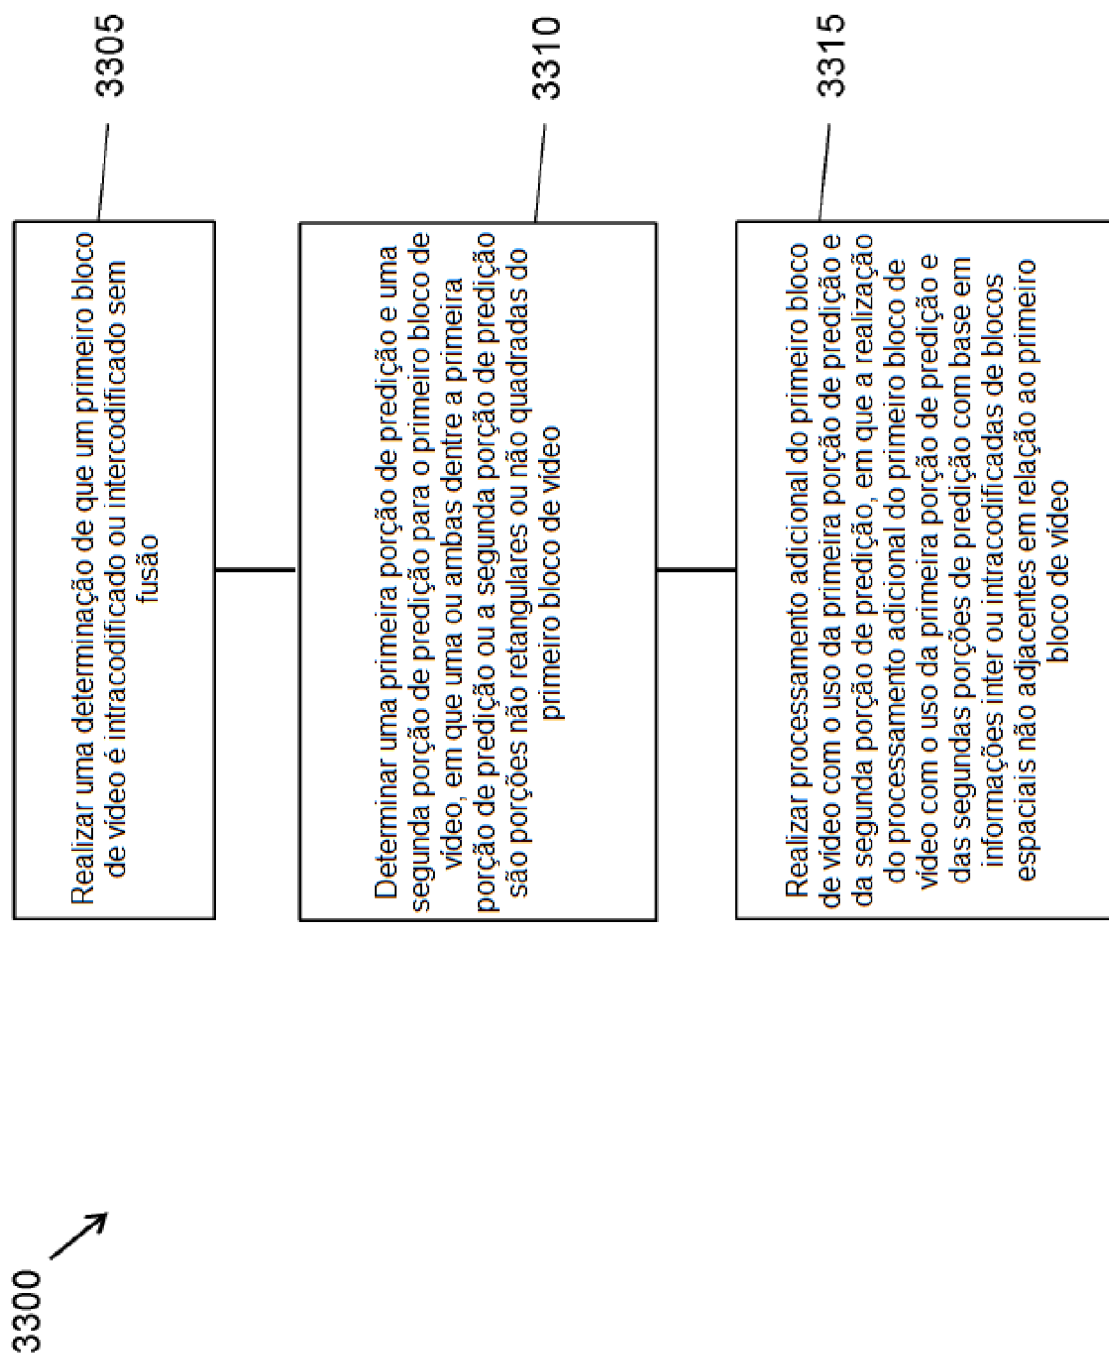 3300
3305
Realizar uma determinação de que um primeiro bloco
de vídeo é intracodificado ou intercodificado sem
fusão
3310
Determinar uma primeira porção de predição e uma
segunda porção de predição para o primeiro bloco de
vídeo, em que uma ou ambas dentre a primeira
porção de predição ou a segunda porção de predição
são porções não retangulares ou não quadradas do
primeiro bloco de vídeo
3315
Realizar processamento adicional do primeiro bloco
de vídeo com o uso da primeira porção de predição e
da segunda porção de predição, em que a realização
do processamento adicional do primeiro bloco de
vídeo com o uso da primeira porção de predição e
das segundas porções de predição com base em
informações inter ou intracodificadas de blocos
espaciais não adjacentes em relação ao primeiro
bloco de vídeo